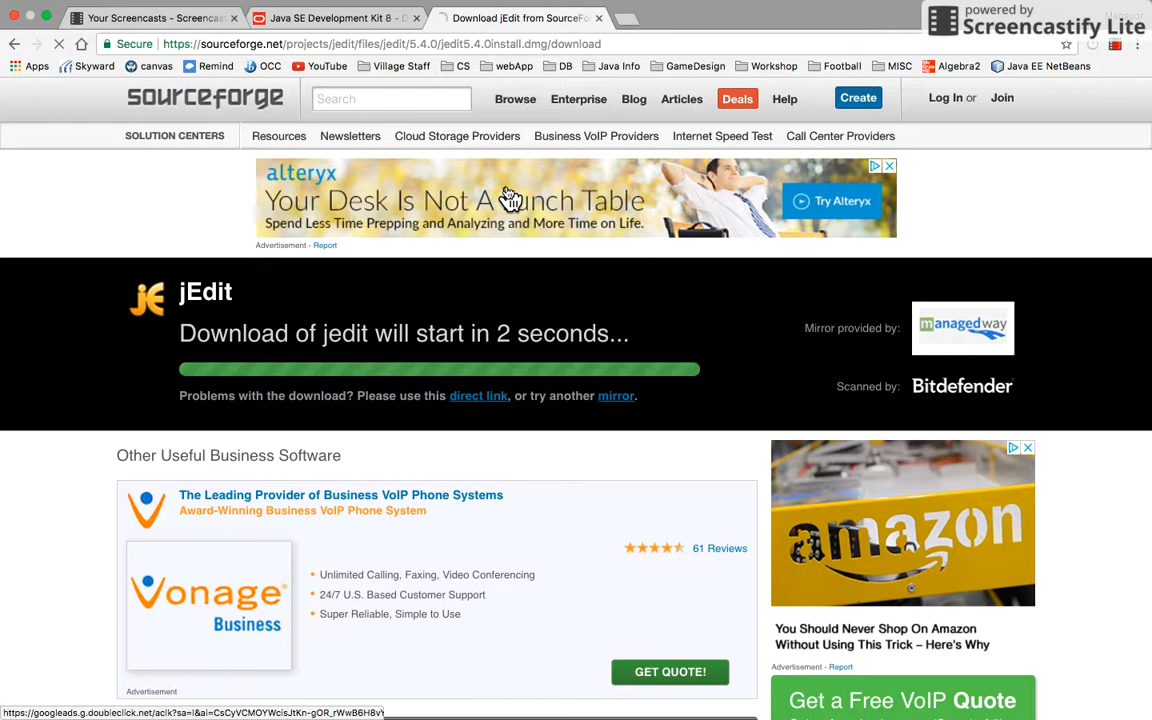 Your Screencasts - Screencast
Java SE Development Kit 8 - D
Download jEdit from SourceFo
powered by
Screencastify Lite
Secure
https://sourceforge.net/projects/jedit/files/jedit/5.4.0/jedit5.4.0install.dmg/download
Apps
Skyward
canvas
Remind
OCC
YouTube
Village Staff
CS
webApp
DB
Java Info
GameDesign
Workshop
Football
MISC
Algebra2
Java EE NetBeans
sourceforge
Search
Browse
Enterprise
Blog
Articles
Deals
Help
Create
Log In or Join
SOLUTION CENTERS
Resources
Newsletters
Cloud Storage Providers
Business VoIP Providers
Internet Speed Test
Call Center Providers
alteryx
Your Desk Is Not A Lunch Table
Spend Less Time Prepping and Analyzing and More Time on Life.
Try Alteryx
Advertisement - Report
jE
jEdit
Download of jedit will start in 2 seconds...
Mirror provided by:
managedway
Problems with the download? Please use this direct link, or try another mirror.
Scanned by:
Bitdefender
Other Useful Business Software
The Leading Provider of Business VoIP Phone Systems
Award-Winning Business VoIP Phone System
61 Reviews
Vonage
Business
Unlimited Calling, Faxing, Video Conferencing
24/7 U.S. Based Customer Support
Super Reliable, Simple to Use
GET QUOTE!
Advertisement
amazon
You Should Never Shop On Amazon
Without Using This Trick – Here's Why
Advertisement - Report
Get a Free VoIP Quote